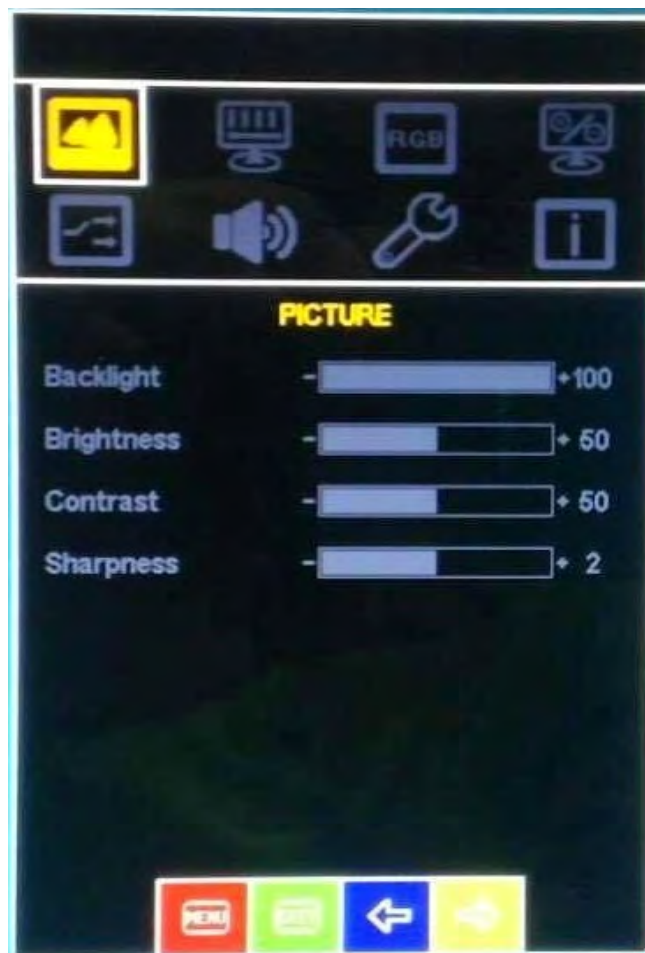 RGB
i
PICTURE
Backlight - + 100
Brightness - + 50
Contrast - + 50
Sharpness - + 2
MENU